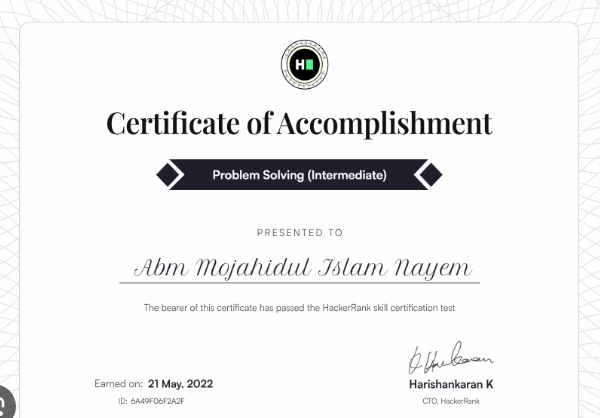 Certificate of Accomplishment
Problem Solving (Intermediate)
PRESENTED TO
Abm Mojahidul Islam Nayem
The bearer of this certificate has passed the HackerRank skill certification test
Earned on: 21 May, 2022
Harishankaran K
ID: 6A49F06F2A2F
CTO, HackerRank